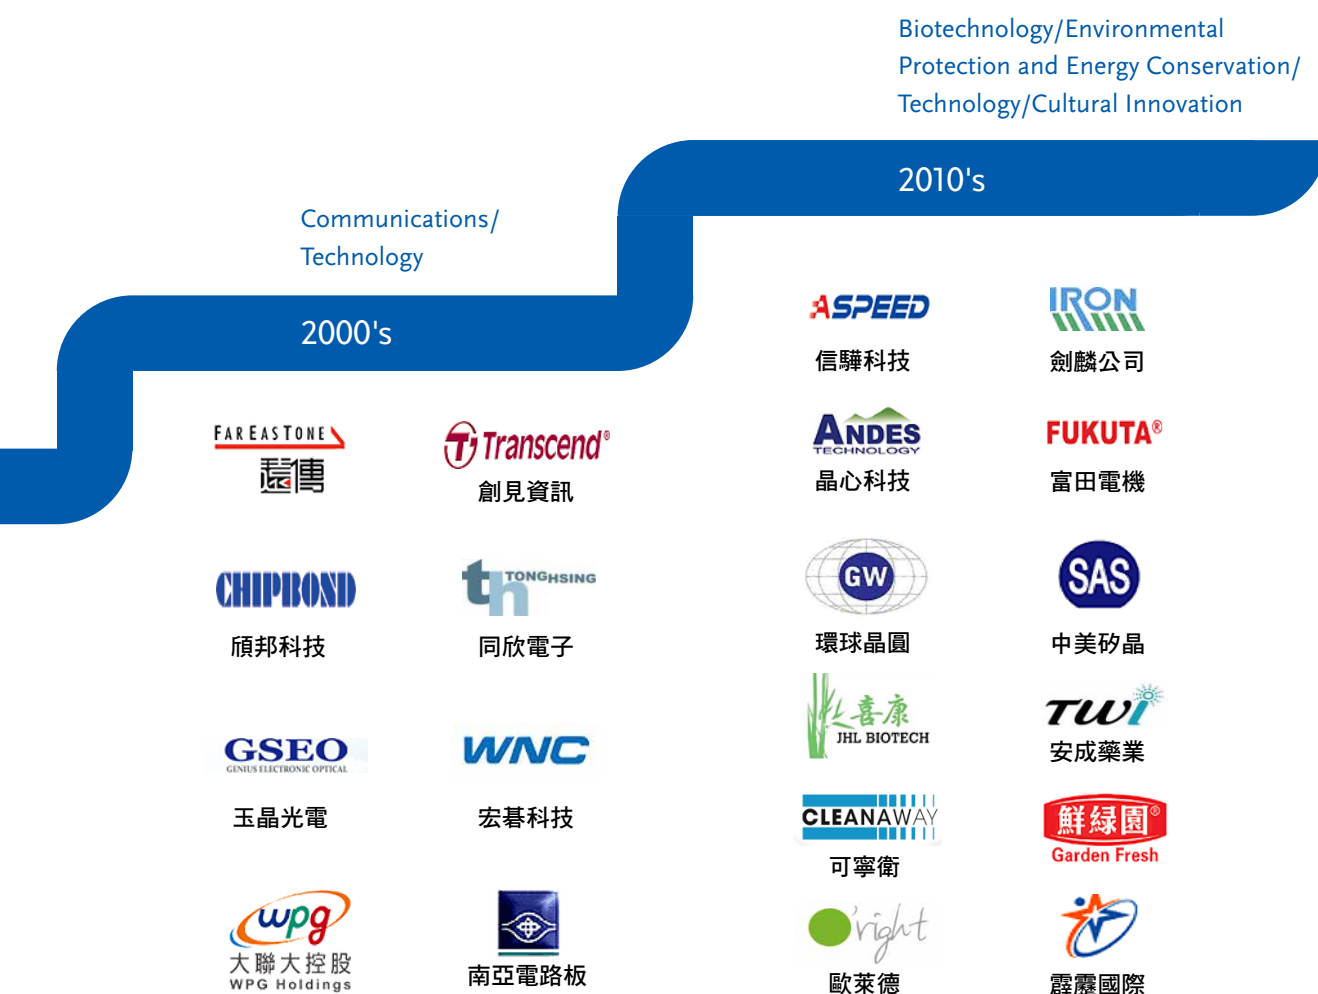 Biotechnology/Environmental
Protection and Energy Conservation/
Technology/Cultural Innovation
2010's
Communications/
Technology
2000's
FAREASTONE
遠傳
Transcend®
創見資訊
CHIPBOND
頎邦科技
th TONGHSING
同欣電子
GSEO
GENIUS ELECTRONIC OPTICAL
玉晶光電
WNC
宏碁科技
wpg
大聯大控股
WPG Holdings
南亞電路板
ASPEED
信驊科技
IRON
劍麟公司
ANDES
TECHNOLOGY
晶心科技
FUKUTA®
富田電機
GW
環球晶圓
SAS
中美矽晶
喜康
JHL BIOTECH
TWi
安成藥業
CLEANAWAY
可寧衛
鮮緑園®
Garden Fresh
O'right
歐萊德
霹靂國際